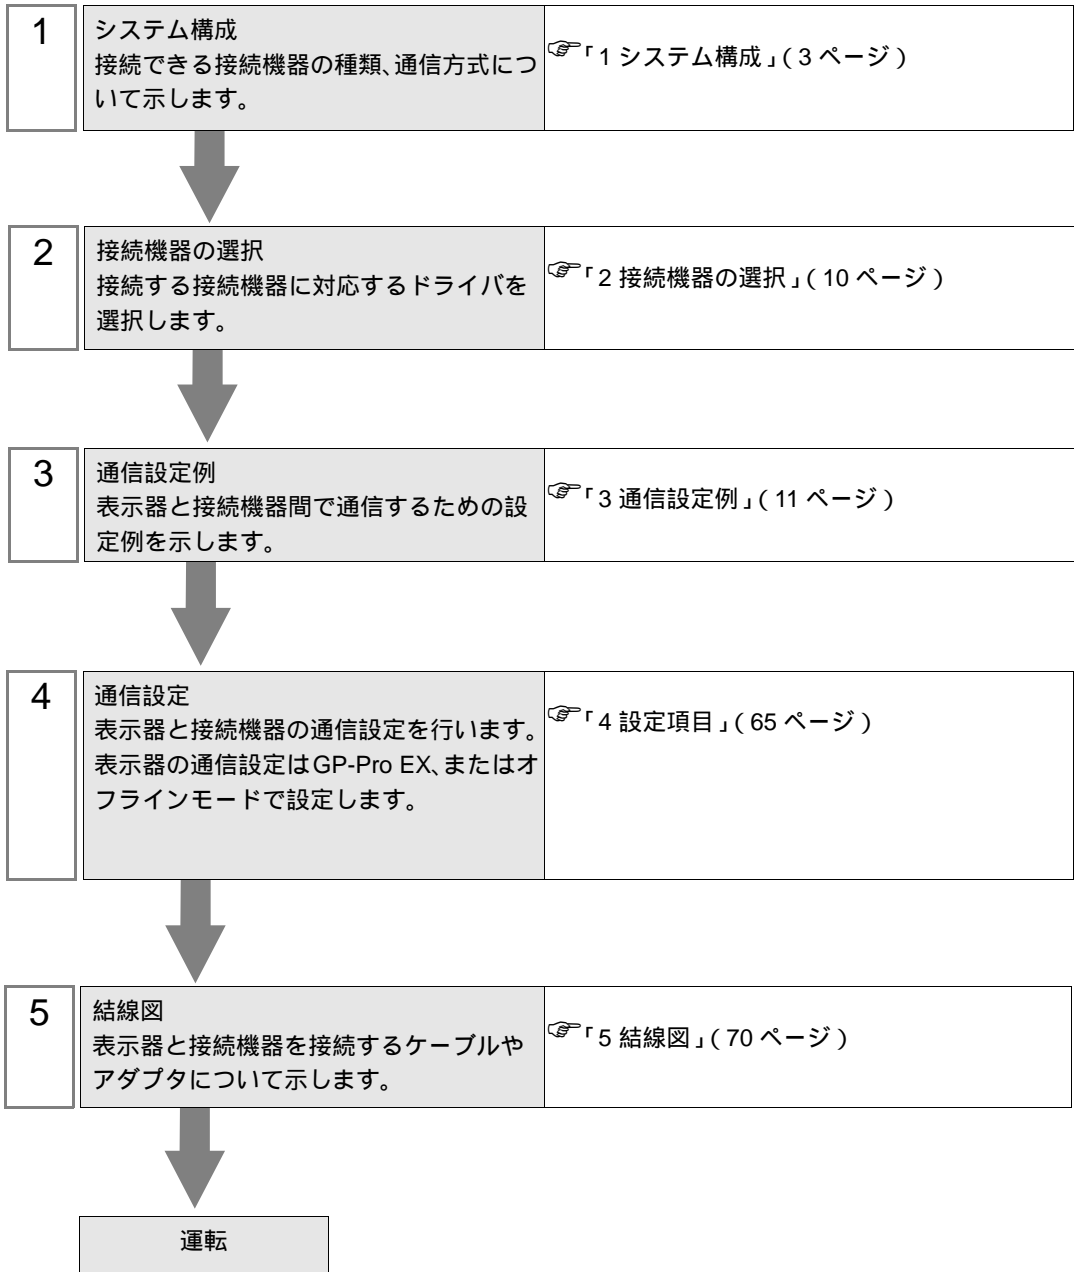 1
システム構成
接続できる接続機器の種類、通信方式につ
いて示します。
☞「1 システム構成」( 3 ページ )
2
接続機器の選択
接続する接続機器に対応するドライバを
選択します。
☞「2 接続機器の選択」( 10 ページ )
3
通信設定例
表示器と接続機器間で通信するための設
定例を示します。
☞「3 通信設定例」( 11 ページ )
4
通信設定
表示器と接続機器の通信設定を行います。
表示器の通信設定はGP-Pro EX、またはオ
フラインモードで設定します。
☞「4 設定項目」( 65 ページ )
5
結線図
表示器と接続機器を接続するケーブルや
アダプタについて示します。
☞「5 結線図」( 70 ページ )
運転